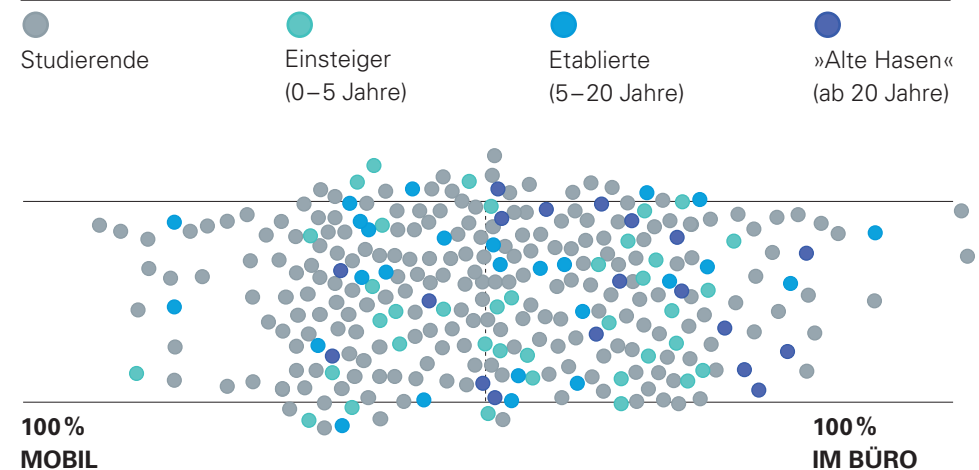 Studierende
Einsteiger
(0–5 Jahre)
Etablierte
(5–20 Jahre)
»Alte Hasen«
(ab 20 Jahre)
100 %
MOBIL
100 %
IM BÜRO